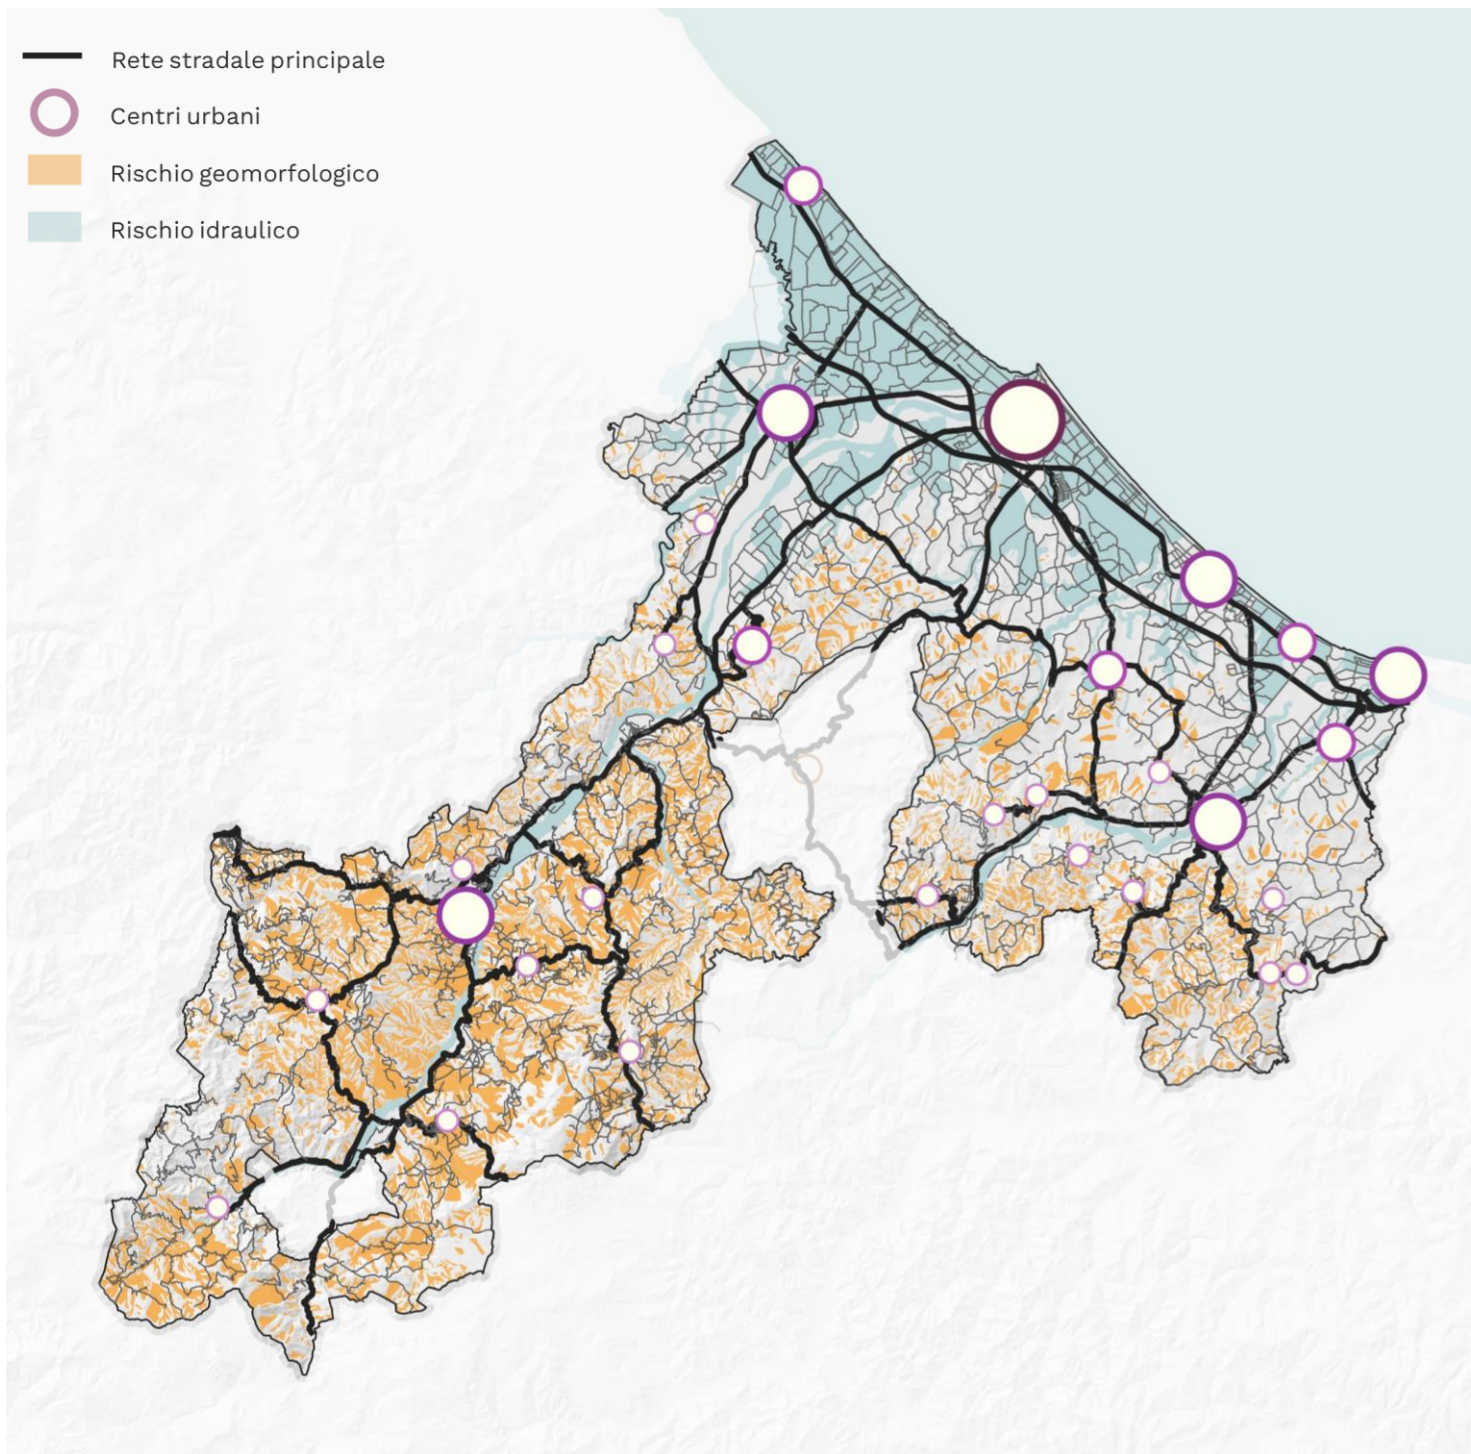 Rete stradale principale
Centri urbani
Rischio geomorfologico
Rischio idraulico